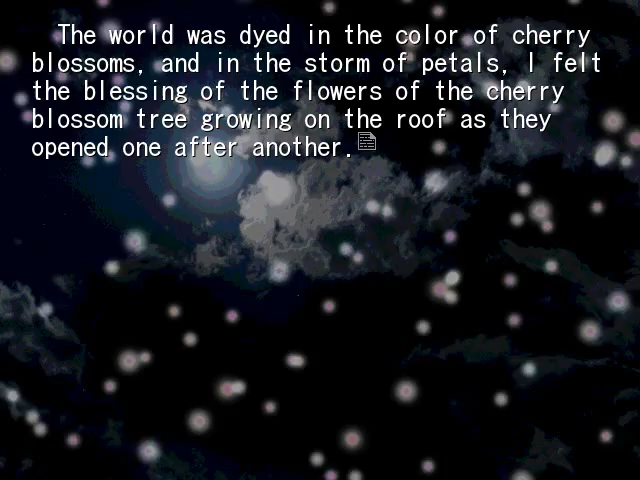 The world was dyed in the color of cherry
blossoms, and in the storm of petals, I felt
the blessing of the flowers of the cherry
blossom tree growing on the roof as they
opened one after another.